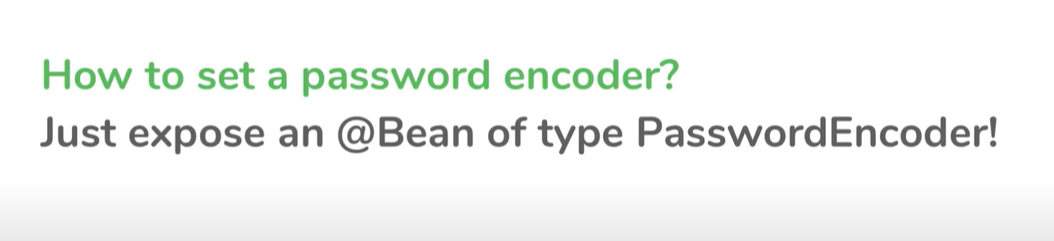 How to set a password encoder?
Just expose an @Bean of type PasswordEncoder!